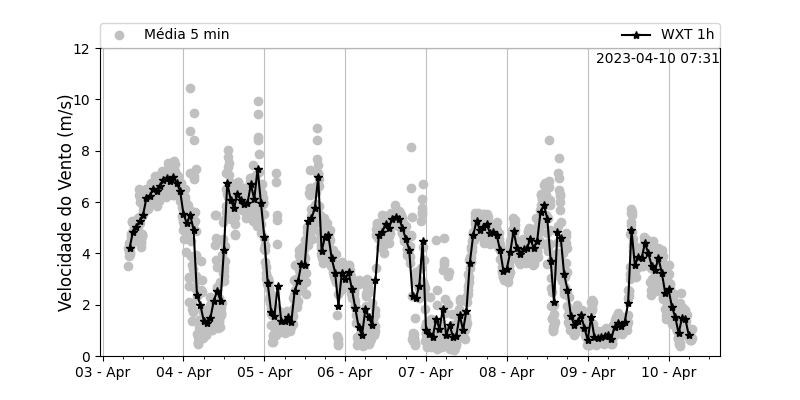 Média 5 min
WXT 1h
2023-04-10 07:31
Velocidade do Vento (m/s)
12
10
8
6
4
2
0
03 - Apr
04 - Apr
05 - Apr
06 - Apr
07 - Apr
08 - Apr
09 - Apr
10 - Apr